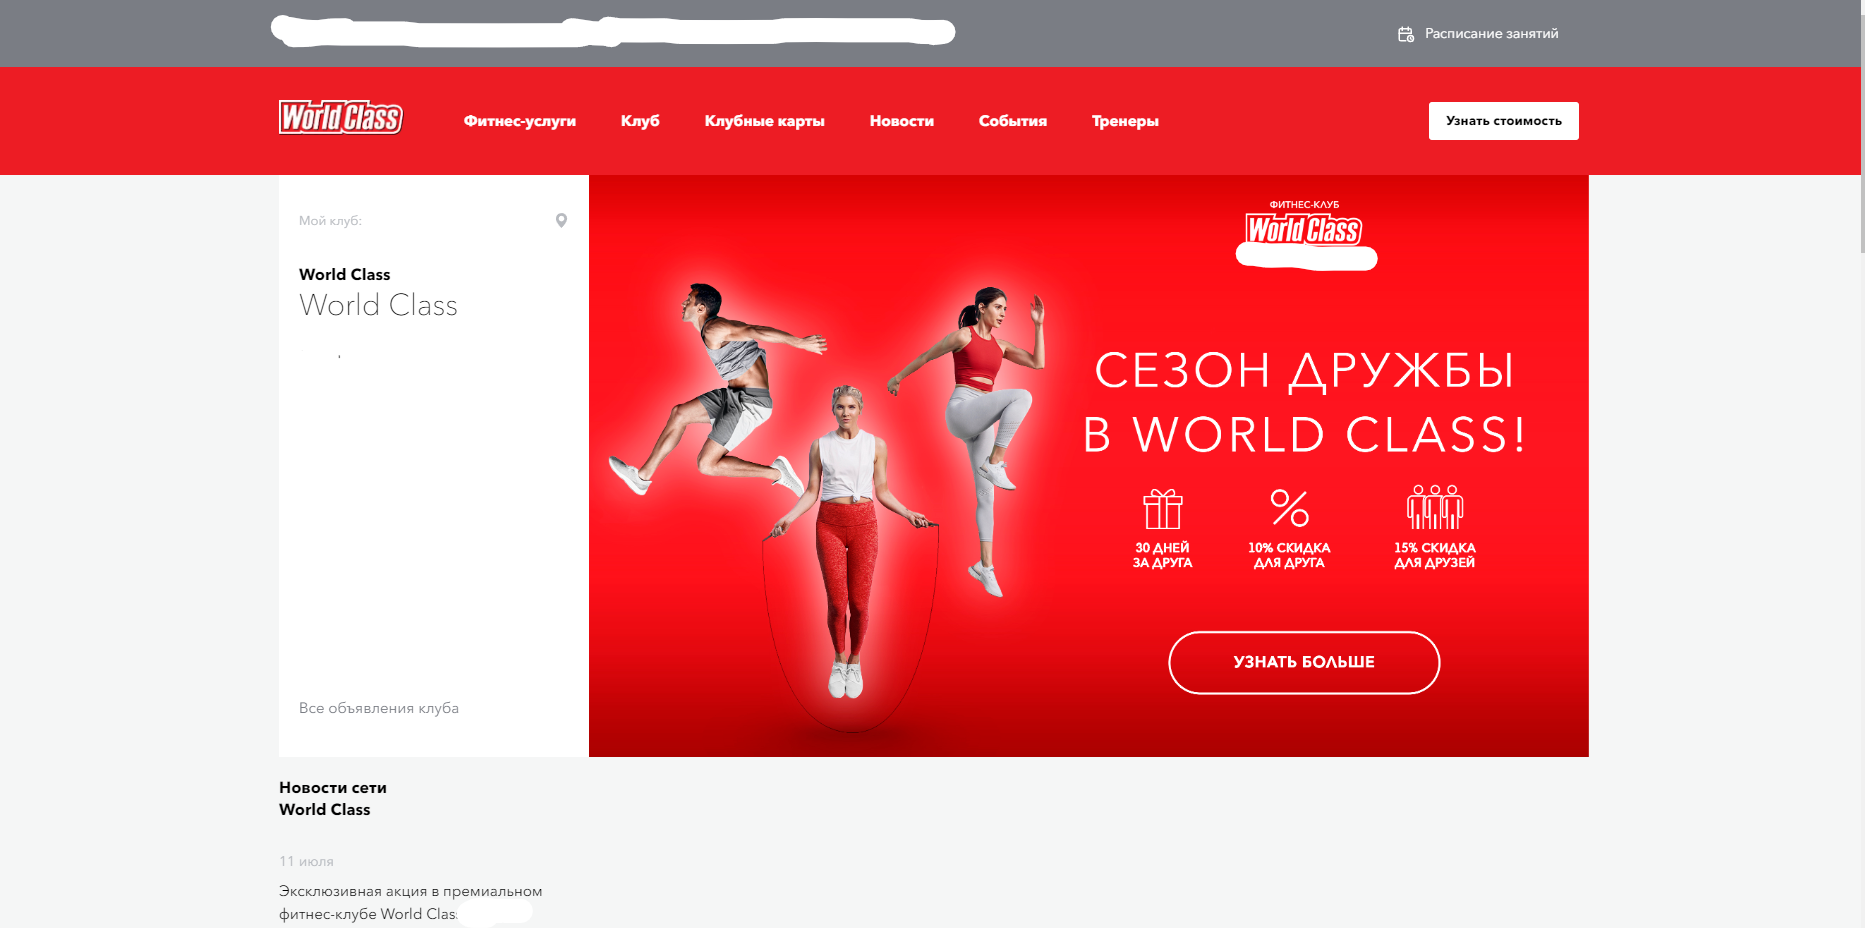 Расписание занятий
World Class
Фитнес-услуги
Клуб
Клубные карты
Новости
События
Тренеры
Узнать стоимость
Мой клуб:
World Class
World Class
Все объявления клуба
ФИТНЕС-КЛУБ
World Class
СЕЗОН ДРУЖБЫ
В WORLD CLASS!
30 ДНЕЙ
ЗА ДРУГА
10% СКИДКА
ДЛЯ ДРУГА
15% СКИДКА
ДЛЯ ДРУЗЕЙ
УЗНАТЬ БОЛЬШЕ
Новости сети
World Class
11 июля
Эксклюзивная акция в премиальном
фитнес-клубе World Clas